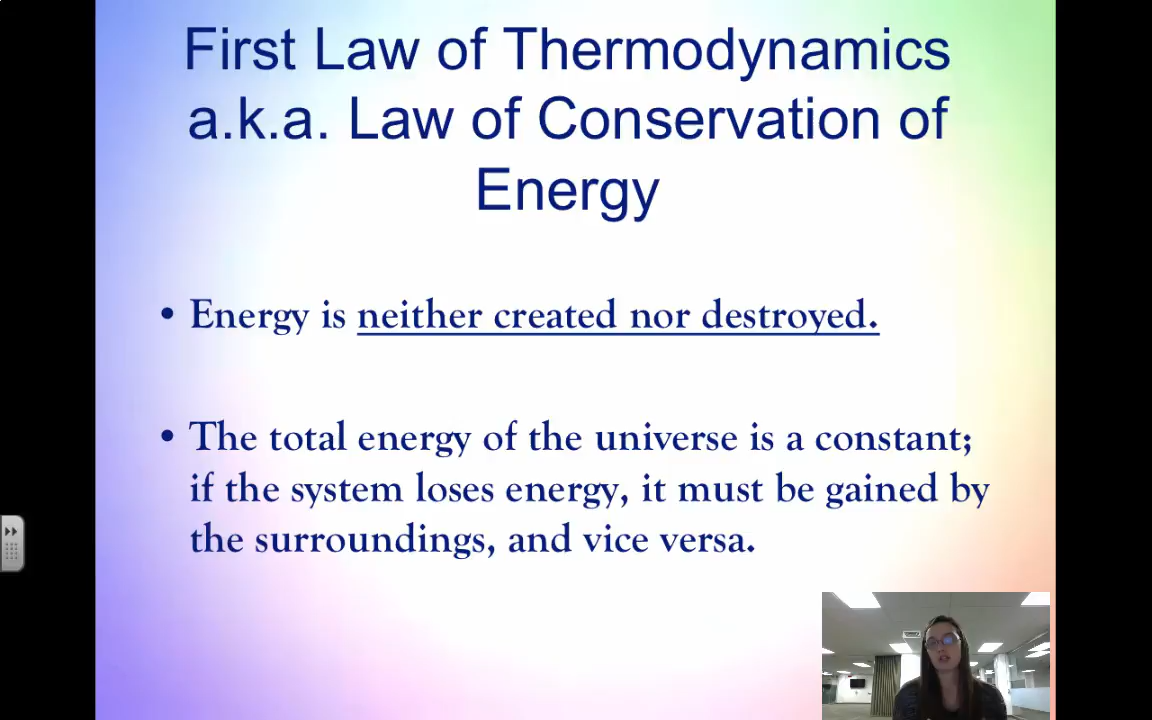 First Law of Thermodynamics
a.k.a. Law of Conservation of
Energy
• Energy is neither created nor destroyed.
• The total energy of the universe is a constant;
if the system loses energy, it must be gained by
the surroundings, and vice versa.